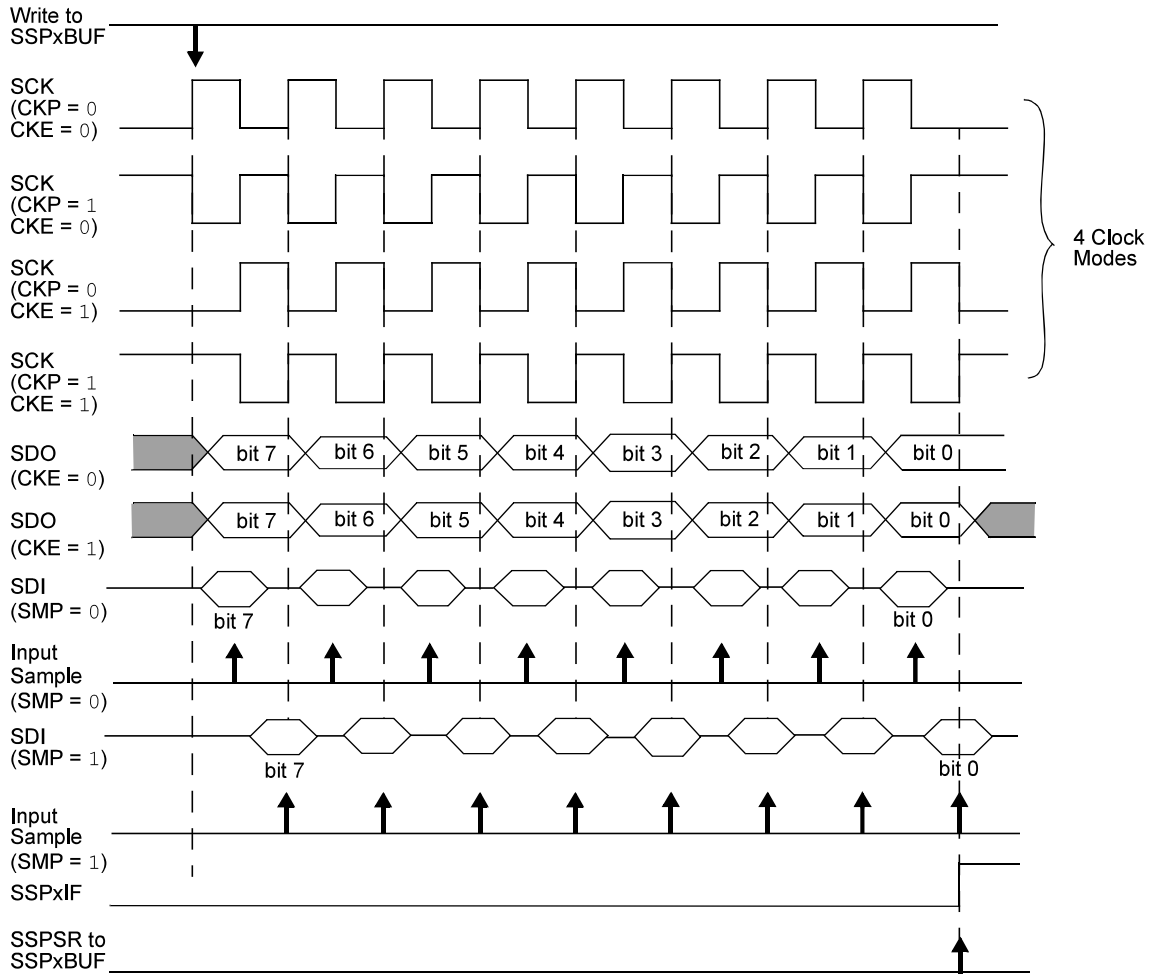 Write to
SSPxBUF
SCK
(CKP = 0
CKE = 0)
SCK
(CKP = 1
CKE = 0)
SCK
(CKP = 0
CKE = 1)
SCK
(CKP = 1
CKE = 1)
4 Clock
Modes
SDO
(CKE = 0)
bit 7 bit 6 bit 5 bit 4 bit 3 bit 2 bit 1 bit 0
SDO
(CKE = 1)
bit 7 bit 6 bit 5 bit 4 bit 3 bit 2 bit 1 bit 0
SDI
(SMP = 0)
bit 7 bit 0
Input
Sample
(SMP = 0)
SDI
(SMP = 1)
bit 7 bit 0
Input
Sample
(SMP = 1)
SSPxIF
SSPSR to
SSPxBUF